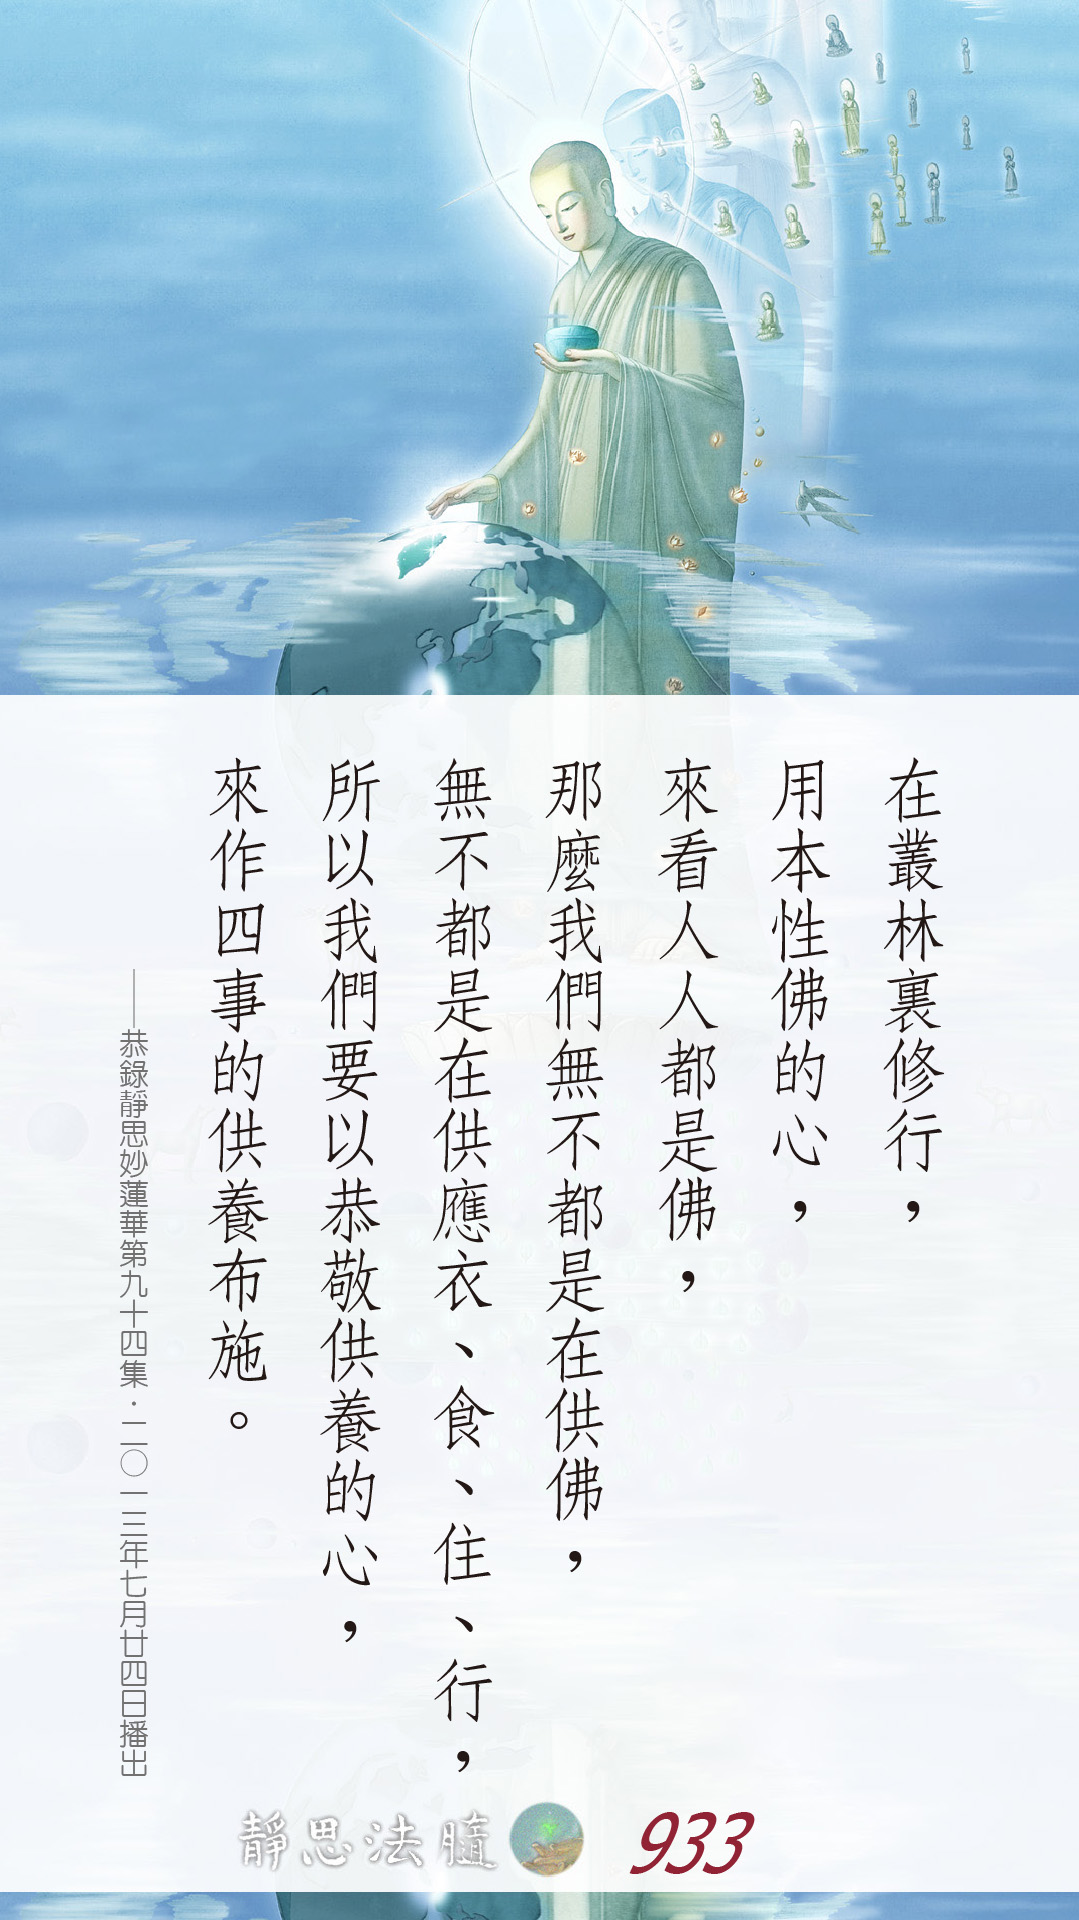 在叢林裏修行，
用本性佛的心，
來看人人都是佛，
那麼我們無不都是在供佛，
無不都是在供應衣、食、住、行，
所以我們要以恭敬供養的心，
來作四事的供養布施。
——恭錄靜思妙蓮華第九十四集．二〇一三年七月廿四日播出
靜思法髓 933